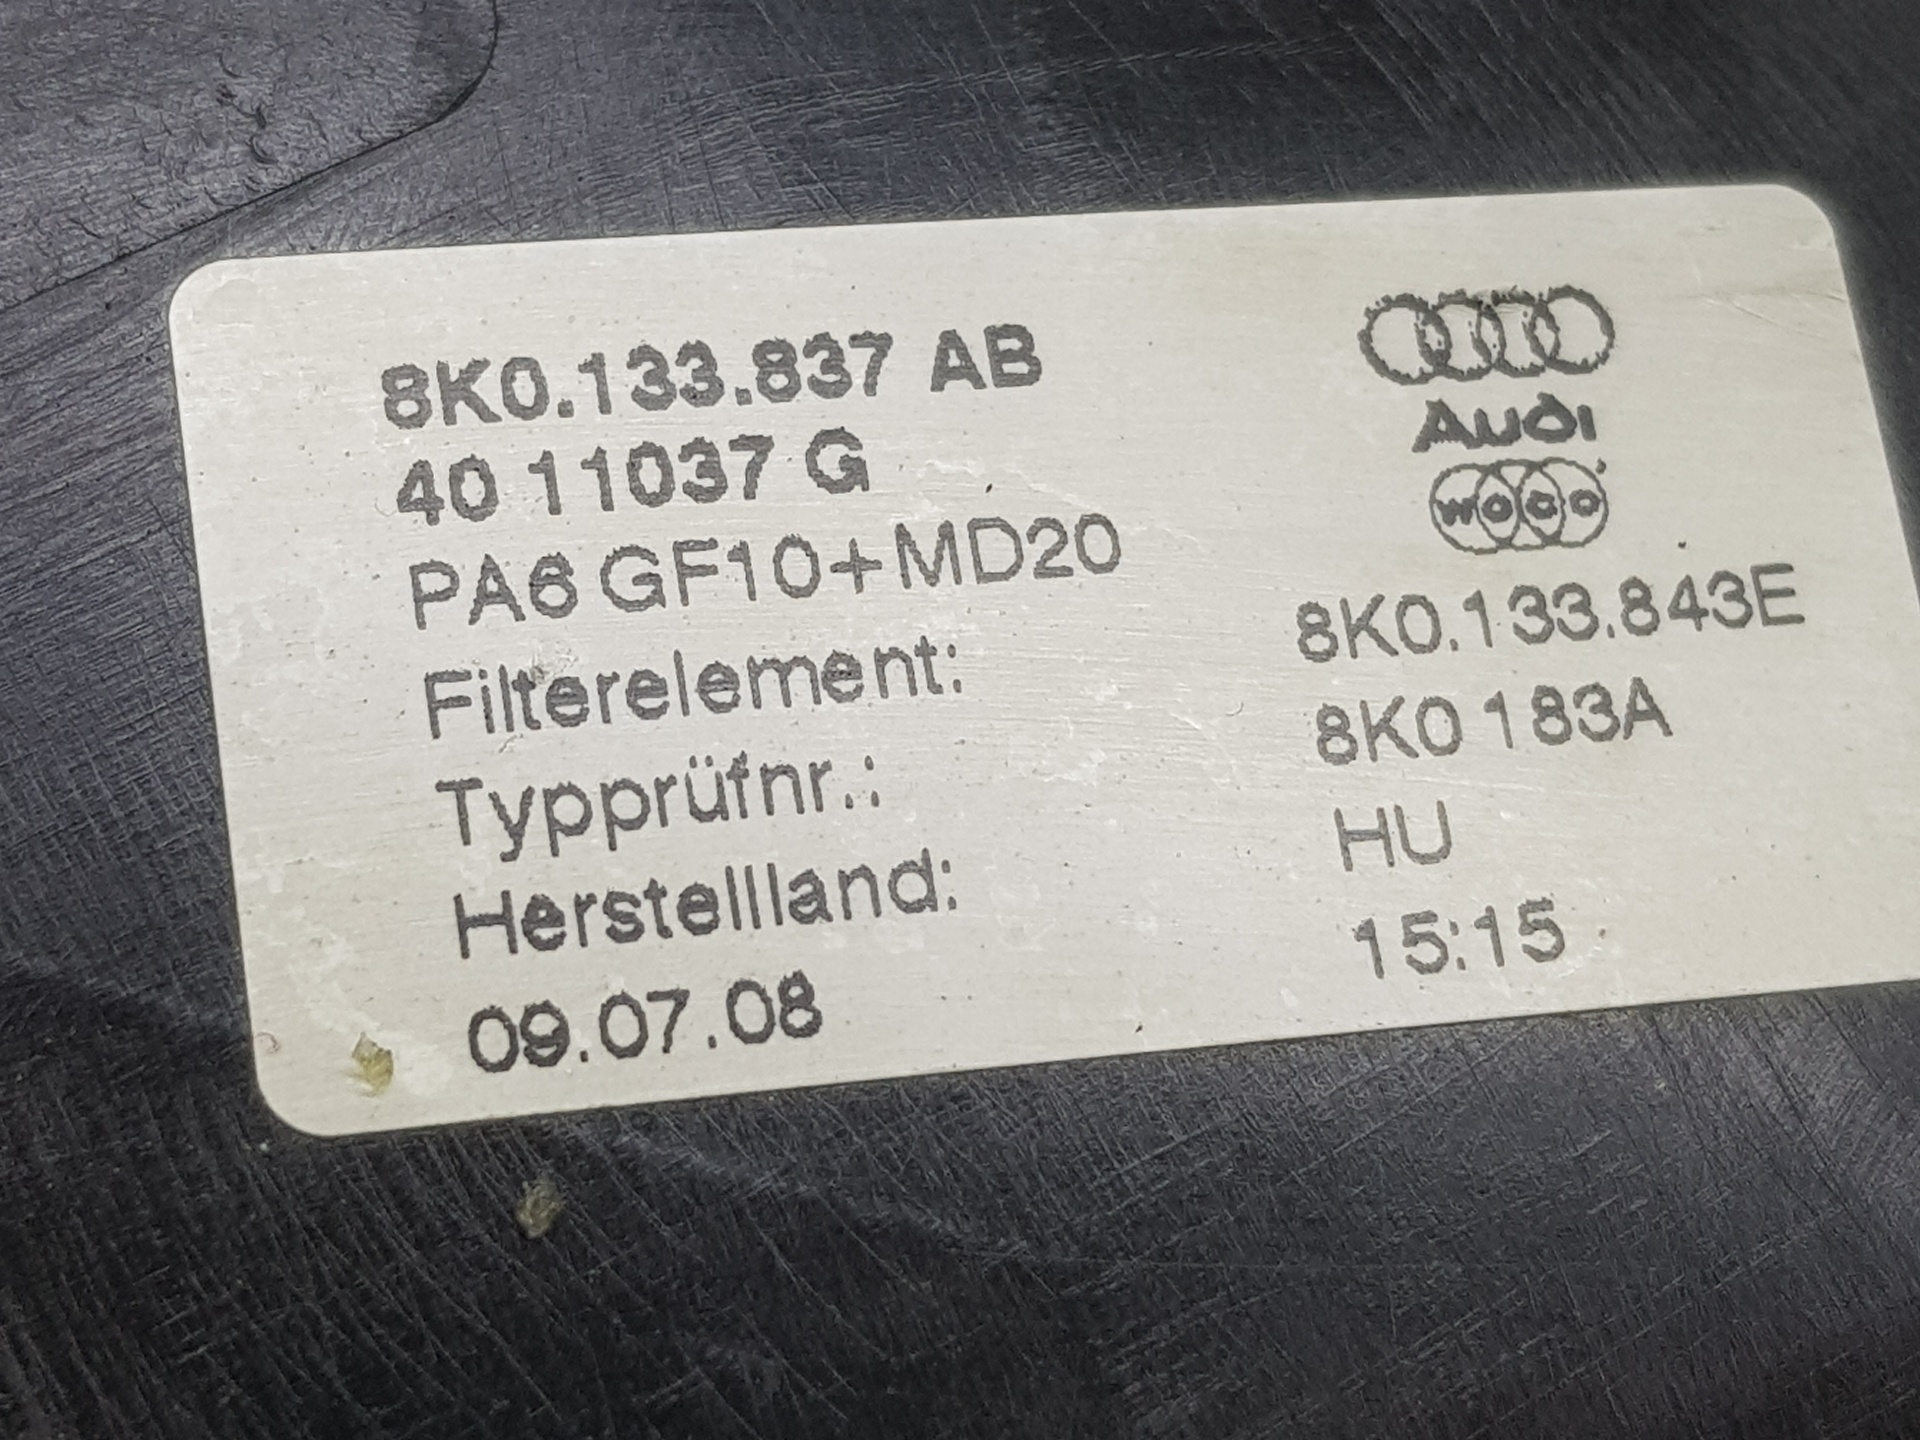 8K0.133.837 AB
40 11037 G
PA6 GF10+MD20
Audi
woco
Filterelement: 8K0.133.843E
Typprüfnr.: 8K0 183A
Herstellland: HU
09.07.08 15:15